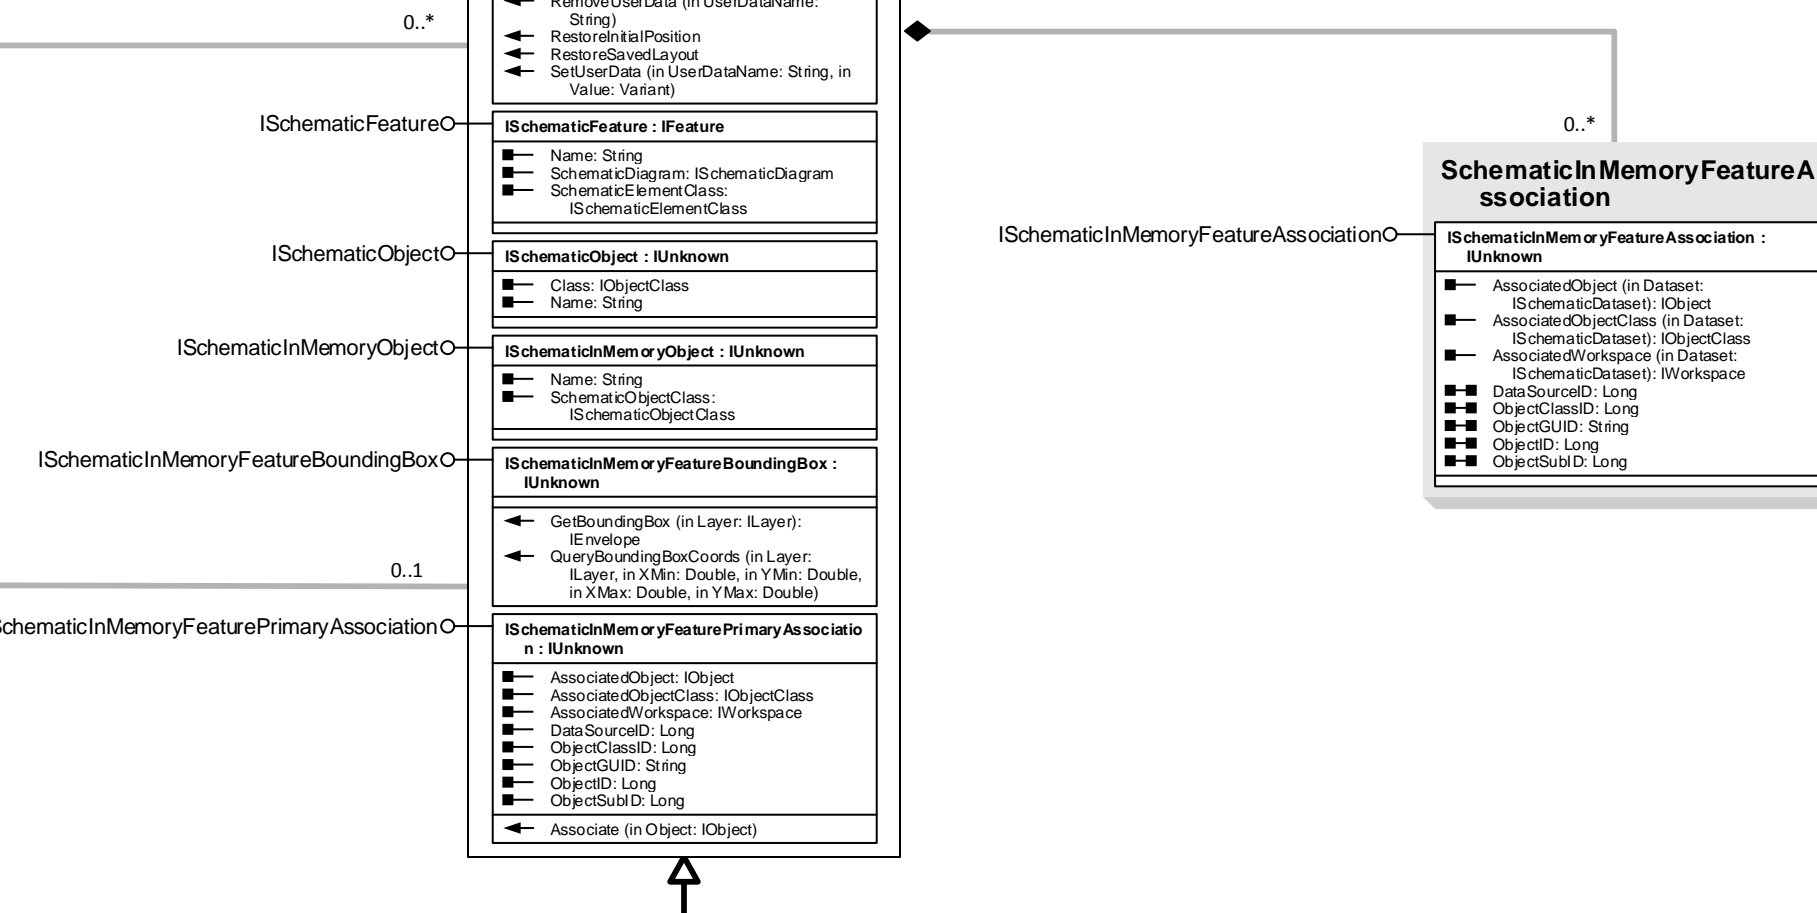 RemoveUserData (in UserDataName:
String)
RestoreInitialPosition
RestoreSavedLayout
SetUserData (in UserDataName: String, in
Value: Variant)
0..*
ISchematicFeature
ISchematicFeature : IFeature
Name: String
SchematicDiagram: ISchematicDiagram
SchematicElementClass:
ISchematicElementClass
ISchematicObject
ISchematicObject : IUnknown
Class: IObjectClass
Name: String
ISchematicInMemoryObject
ISchematicInMemoryObject : IUnknown
Name: String
SchematicObjectClass:
ISchematicObjectClass
ISchematicInMemoryFeatureBoundingBox
ISchematicInMemoryFeatureBoundingBox :
IUnknown
GetBoundingBox (in Layer: ILayer):
IEnvelope
QueryBoundingBoxCoords (in Layer:
ILayer, in XMin: Double, in YMin: Double,
in XMax: Double, in YMax: Double)
0..1
SchematicInMemoryFeaturePrimaryAssociation
ISchematicInMemoryFeaturePrimaryAssociatio
n : IUnknown
AssociatedObject: IObject
AssociatedObjectClass: IObjectClass
AssociatedWorkspace: IWorkspace
DataSourceID: Long
ObjectClassID: Long
ObjectGUID: String
ObjectID: Long
ObjectSubID: Long
Associate (in Object: IObject)
0..*
SchematicInMemoryFeatureA
ssociation
ISchematicInMemoryFeatureAssociation
ISchematicInMemoryFeatureAssociation :
IUnknown
AssociatedObject (in Dataset:
ISchematicDataset): IObject
AssociatedObjectClass (in Dataset:
ISchematicDataset): IObjectClass
AssociatedWorkspace (in Dataset:
ISchematicDataset): IWorkspace
DataSourceID: Long
ObjectClassID: Long
ObjectGUID: String
ObjectID: Long
ObjectSubID: Long